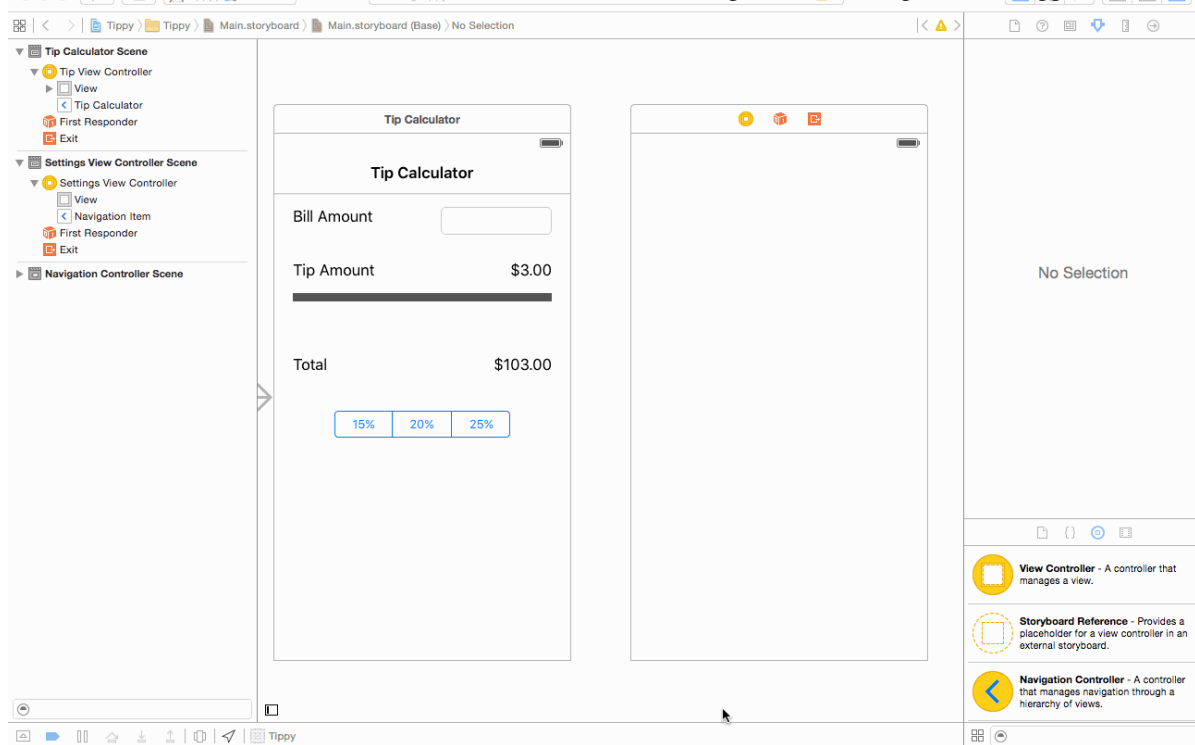 Tippy
Tippy
Main.storyboard
Main.storyboard (Base)
No Selection
Tip Calculator Scene
Tip View Controller
View
Tip Calculator
First Responder
Exit
Settings View Controller Scene
Settings View Controller
View
Navigation Item
First Responder
Exit
Navigation Controller Scene
Tip Calculator
Tip Calculator
Bill Amount
Tip Amount $3.00
Total $103.00
15% 20% 25%
No Selection
View Controller - A controller that
manages a view.
Storyboard Reference - Provides a
placeholder for a view controller in an
external storyboard.
Navigation Controller - A controller
that manages navigation through a
hierarchy of views.
Tippy